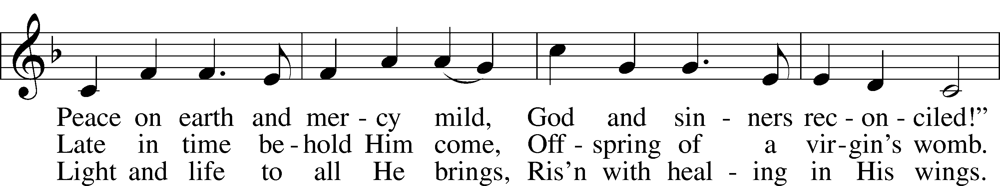 Peace on earth and mer - cy mild, God and sin - ners rec - on - ciled!”
Late in time be - hold Him come, Off - spring of a vir - gin’s womb.
Light and life to all He brings, Ris’n with heal - ing in His wings.